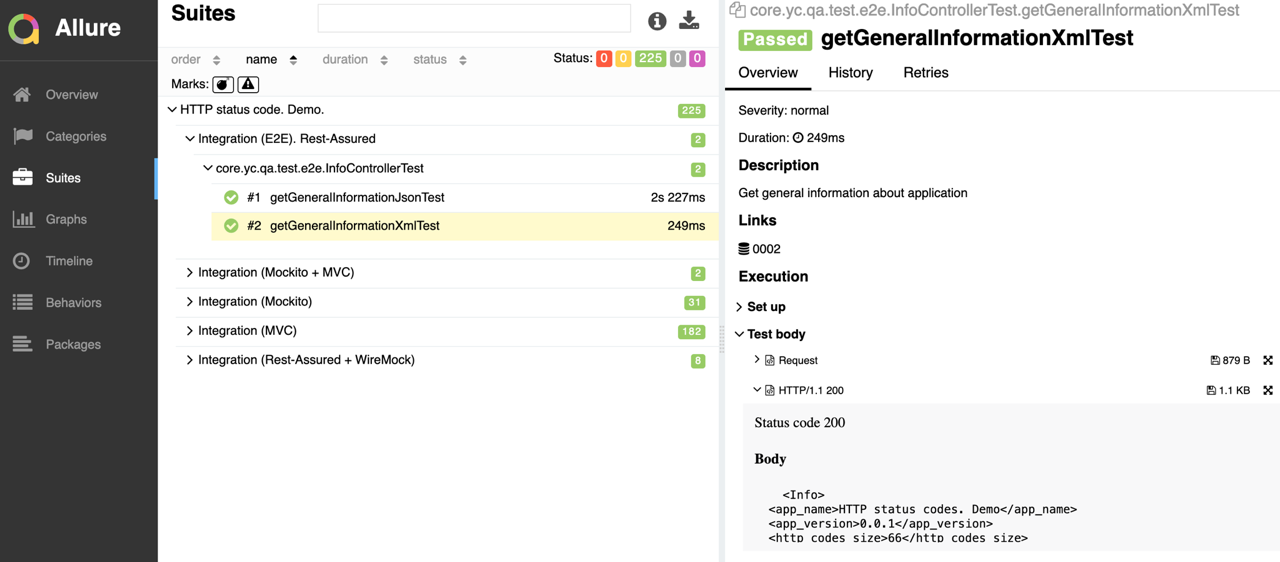 Allure
Overview
Categories
Suites
Graphs
Timeline
Behaviors
Packages
Suites
order name duration status Status: 0 0 225 0 0
Marks:
HTTP status code. Demo. 225
Integration (E2E). Rest-Assured 2
core.yc.qa.test.e2e.InfoControllerTest 2
#1 getGeneralInformationJsonTest 2s 227ms
#2 getGeneralInformationXmlTest 249ms
Integration (Mockito + MVC) 2
Integration (Mockito) 31
Integration (MVC) 182
Integration (Rest-Assured + WireMock) 8
core.yc.qa.test.e2e.InfoControllerTest.getGeneralInformationXmlTest
Passed getGeneralInformationXmlTest
Overview History Retries
Severity: normal
Duration: 249ms
Description
Get general information about application
Links
0002
Execution
Set up
Test body
Request 879 B
HTTP/1.1 200 1.1 KB
Status code 200
Body
<Info>
<app_name>HTTP status codes. Demo</app_name>
<app_version>0.0.1</app_version>
<http_codes_size>66</http_codes_size>